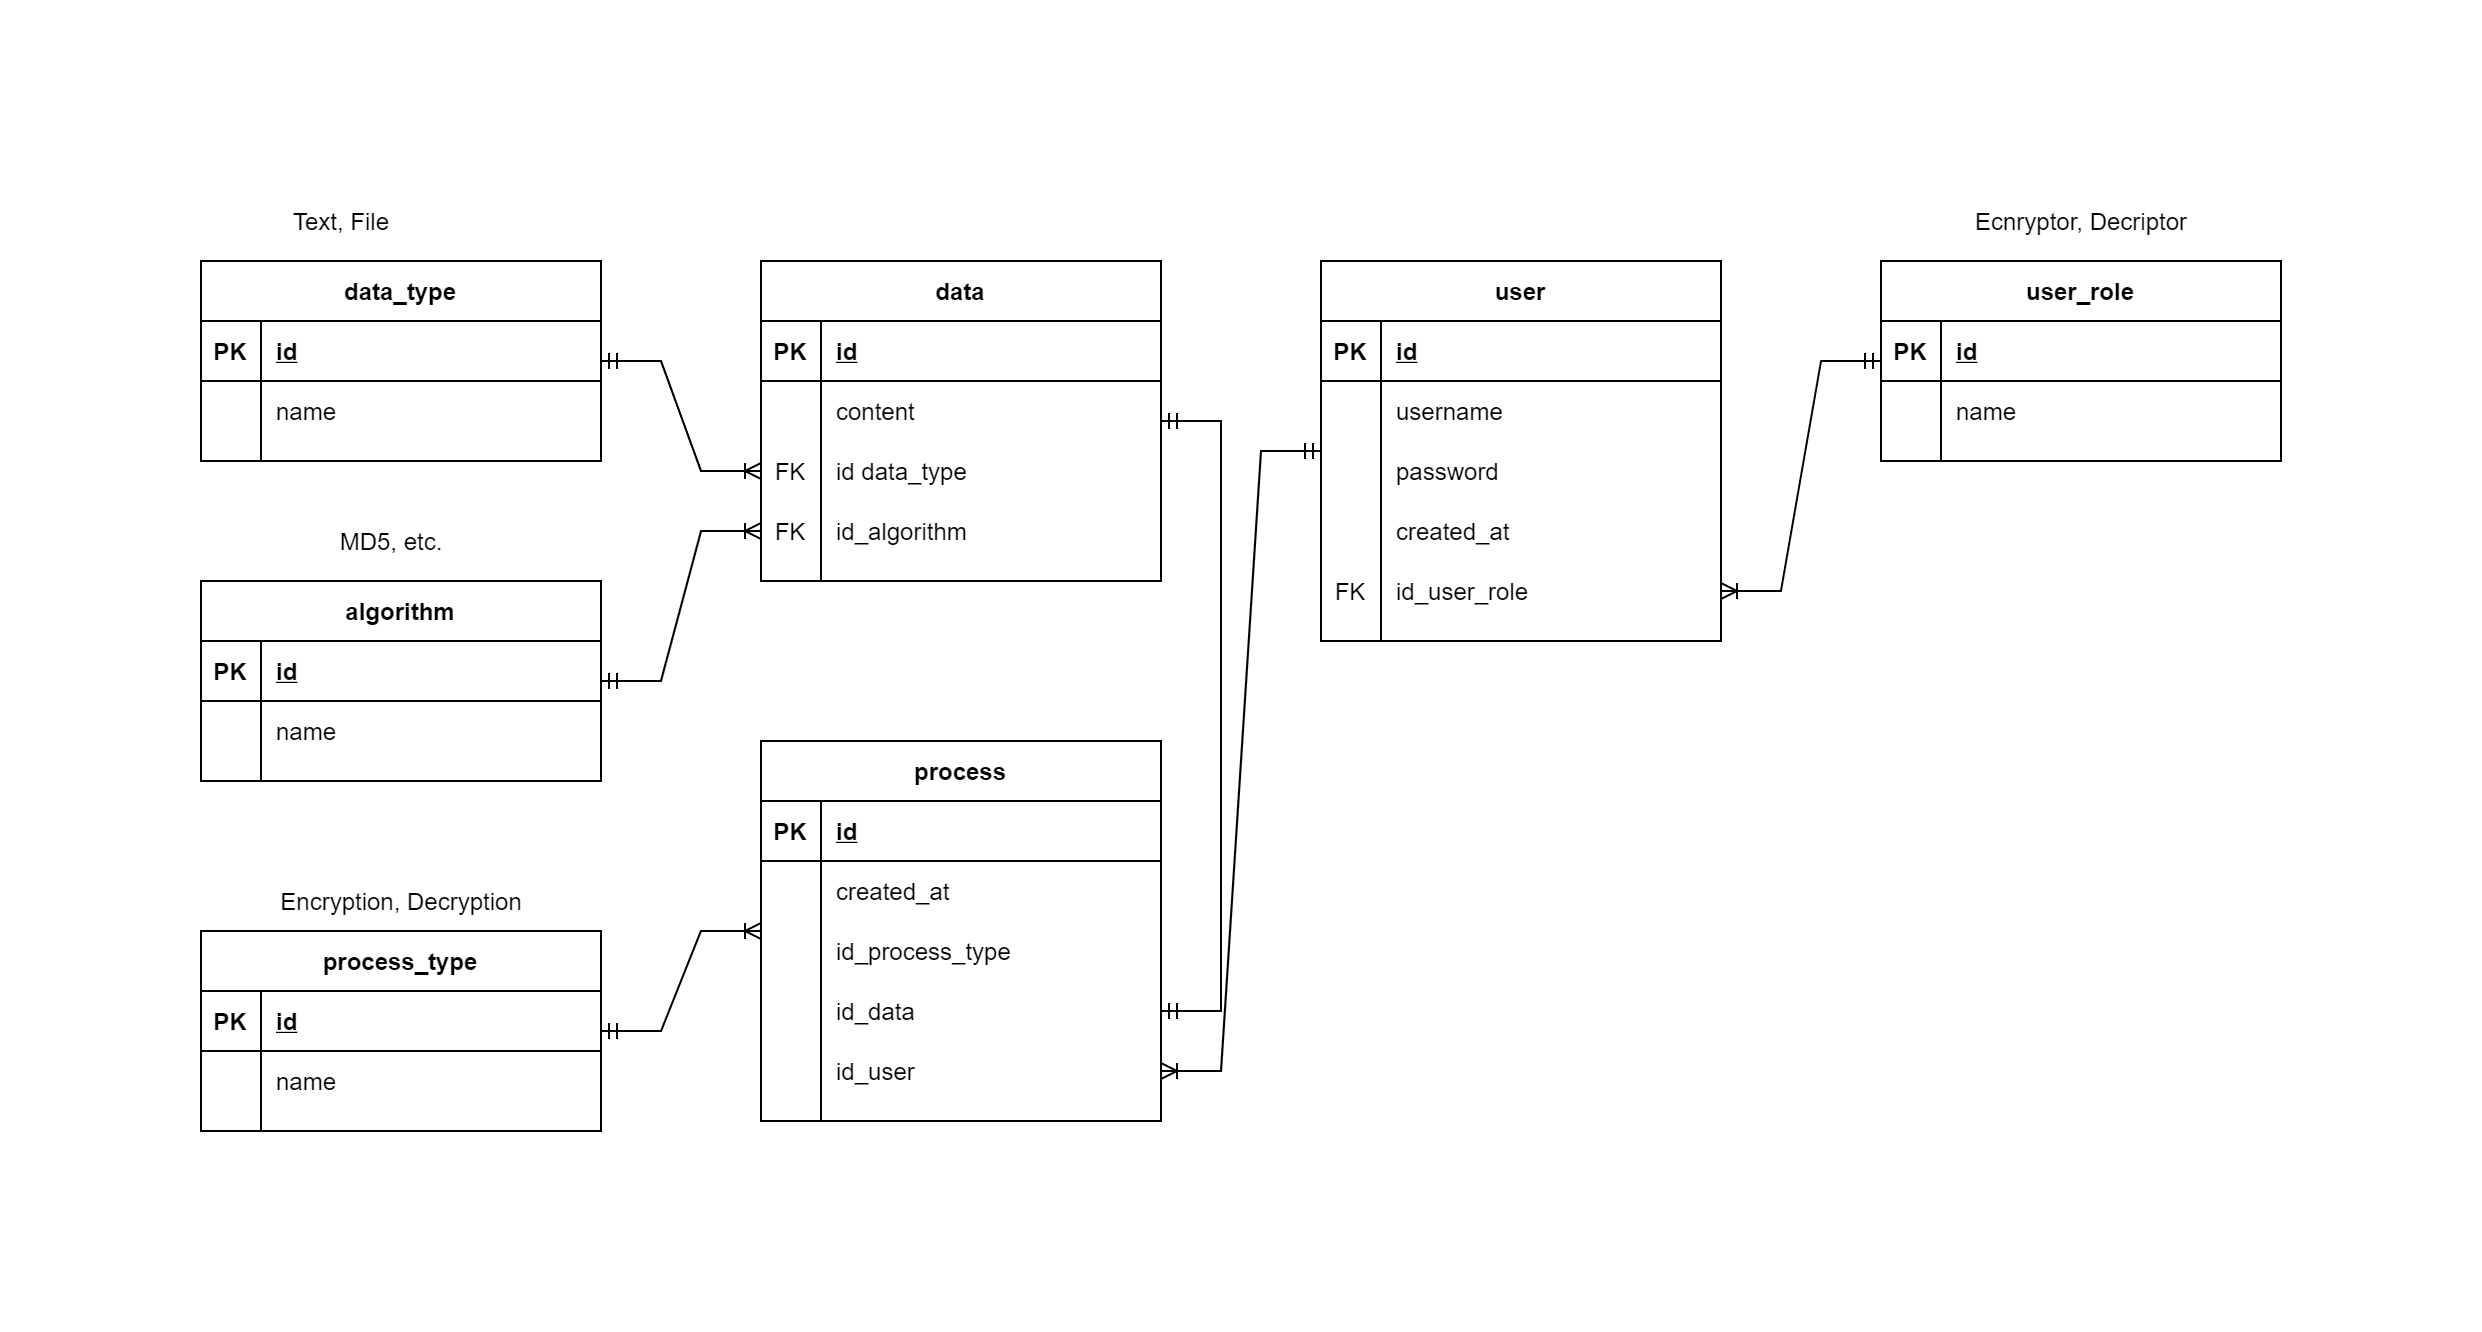 Text, File
data_type
PK id
name
MD5, etc.
algorithm
PK id
name
Encryption, Decryption
process_type
PK id
name
data
PK id
content
FK id data_type
FK id_algorithm
process
PK id
created_at
id_process_type
id_data
id_user
user
PK id
username
password
created_at
FK id_user_role
Ecnryptor, Decriptor
user_role
PK id
name